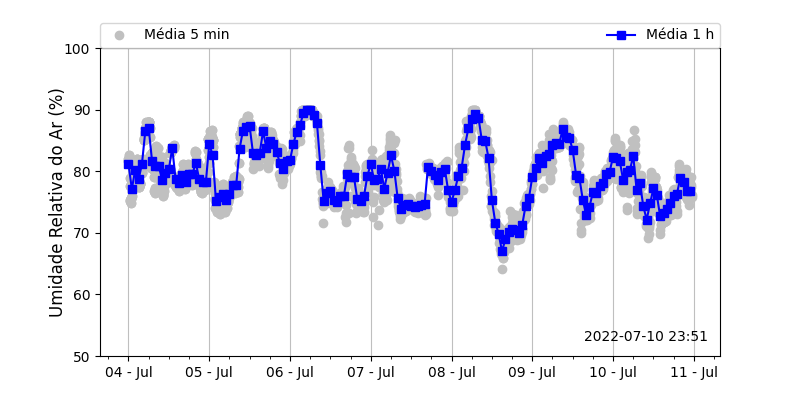 Média 5 min
Média 1 h
Umidade Relativa do Ar (%)
100
90
80
70
60
50
2022-07-10 23:51
04 - Jul
05 - Jul
06 - Jul
07 - Jul
08 - Jul
09 - Jul
10 - Jul
11 - Jul